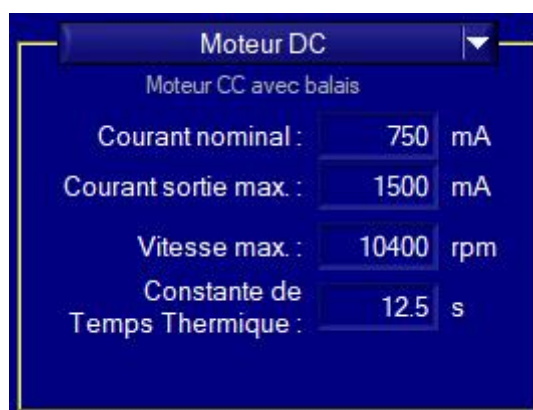 Moteur DC
Moteur CC avec balais
Courant nominal : 750 mA
Courant sortie max. : 1500 mA
Vitesse max. : 10400 rpm
Constante de
Temps Thermique : 12.5 s